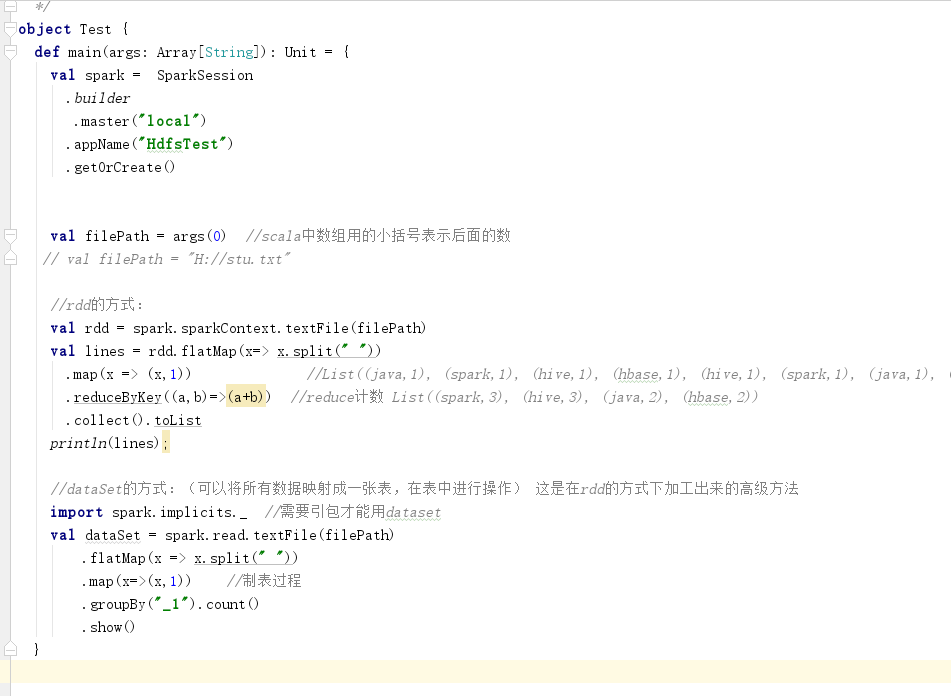 */
object Test {
def main(args: Array[String]): Unit = {
val spark =  SparkSession
.builder
.master("local")
.appName("HdfsTest")
.getOrCreate()
val filePath = args(0)  //scala中数组用的小括号表示后面的数
// val filePath = "H://stu.txt"
//rdd的方式：
val rdd = spark.sparkContext.textFile(filePath)
val lines = rdd.flatMap(x=> x.split(" "))
.map(x => (x,1))            //List((java,1), (spark,1), (hive,1), (hbase,1), (hive,1), (spark,1), (java,1),
.reduceByKey((a,b)=>(a+b))  //reduce计数 List((spark,3), (hive,3), (java,2), (hbase,2))
.collect().toList
println(lines);
//dataSet的方式：（可以将所有数据映射成一张表，在表中进行操作） 这是在rdd的方式下加工出来的高级方法
import spark.implicits._  //需要引包才能用dataset
val dataSet = spark.read.textFile(filePath)
.flatMap(x => x.split(" "))
.map(x=>(x,1))    //制表过程
.groupBy("_1").count()
.show()
}